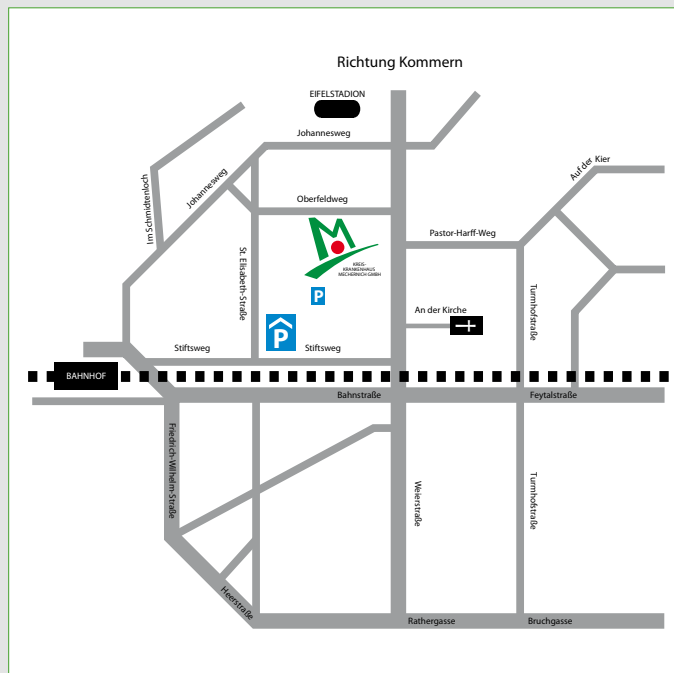 Richtung Kommern
EIFELSTADION
Johannesweg
Auf der Kier
Im Schmidtenloch
Johannesweg
Oberfeldweg
Pastor-Harff-Weg
St. Elisabeth-Straße
KREIS-
KRANKENHAUS
MECHERNICH GMBH
P
Turmhofstraße
An der Kirche
P
Stiftsweg
Stiftsweg
BAHNHOF
Bahnstraße
Feytalstraße
Friedrich-Wilhelm-Straße
Weierstraße
Turmhofstraße
Heerstraße
Rathergasse
Bruchgasse